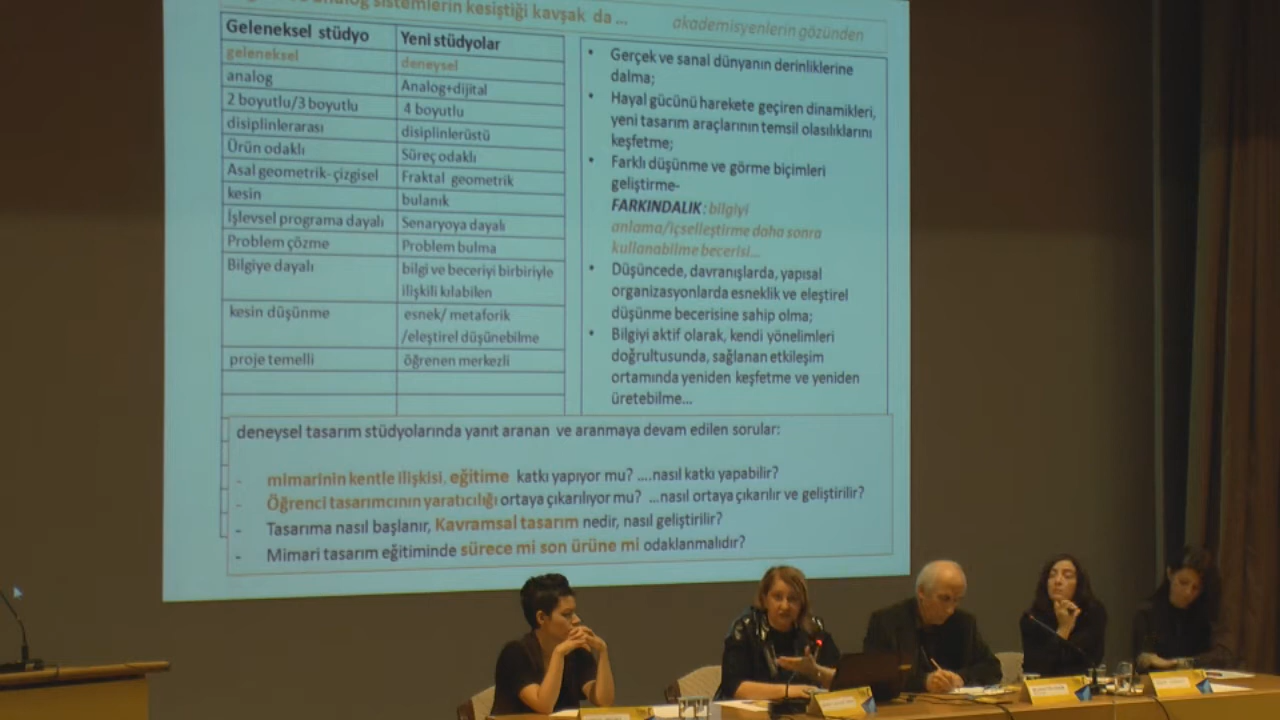 analog sistemlerin kesiştiği kavşak da ...
akademisyenlerin gözünden
Geleneksel stüdyo Yeni stüdyolar
geleneksel deneysel
analog Analog+dijital
2 boyutlu/3 boyutlu 4 boyutlu
disiplinlerarası disiplinlerüstü
Ürün odaklı Süreç odaklı
Asal geometrik- çizgisel Fraktal geometrik
kesin bulanık
İşlevsel programa dayalı Senaryoya dayalı
Problem çözme Problem bulma
Bilgiye dayalı bilgi ve beceriyi birbiriyle
ilişkili kılabilen
kesin düşünme esnek/ metaforik
/eleştirel düşünebilme
proje temelli öğrenen merkezli
• Gerçek ve sanal dünyanın derinliklerine
dalma;
• Hayal gücünü harekete geçiren dinamikleri,
yeni tasarım araçlarının temsil olasılıklarını
keşfetme;
• Farklı düşünme ve görme biçimleri
geliştirme-
FARKINDALIK: bilgiyi
anlama/içselleştirme daha sonra
kullanabilme becerisi...
• Düşüncede, davranışlarda, yapısal
organizasyonlarda esneklik ve eleştirel
düşünme becerisine sahip olma;
• Bilgiyi aktif olarak, kendi yönelimleri
doğrultusunda, sağlanan etkileşim
ortamında yeniden keşfetme ve yeniden
üretebilme...
deneysel tasarım stüdyolarında yanıt aranan ve aranmaya devam edilen sorular:
- mimarinin kentle ilişkisi, eğitime katkı yapıyor mu? ....nasıl katkı yapabilir?
- Öğrenci tasarımcının yaratıcılığı ortaya çıkarılıyor mu? ...nasıl ortaya çıkarılır ve geliştirilir?
- Tasarıma nasıl başlanır, Kavramsal tasarım nedir, nasıl geliştirilir?
- Mimari tasarım eğitiminde sürece mi son ürüne mi odaklanmalıdır?